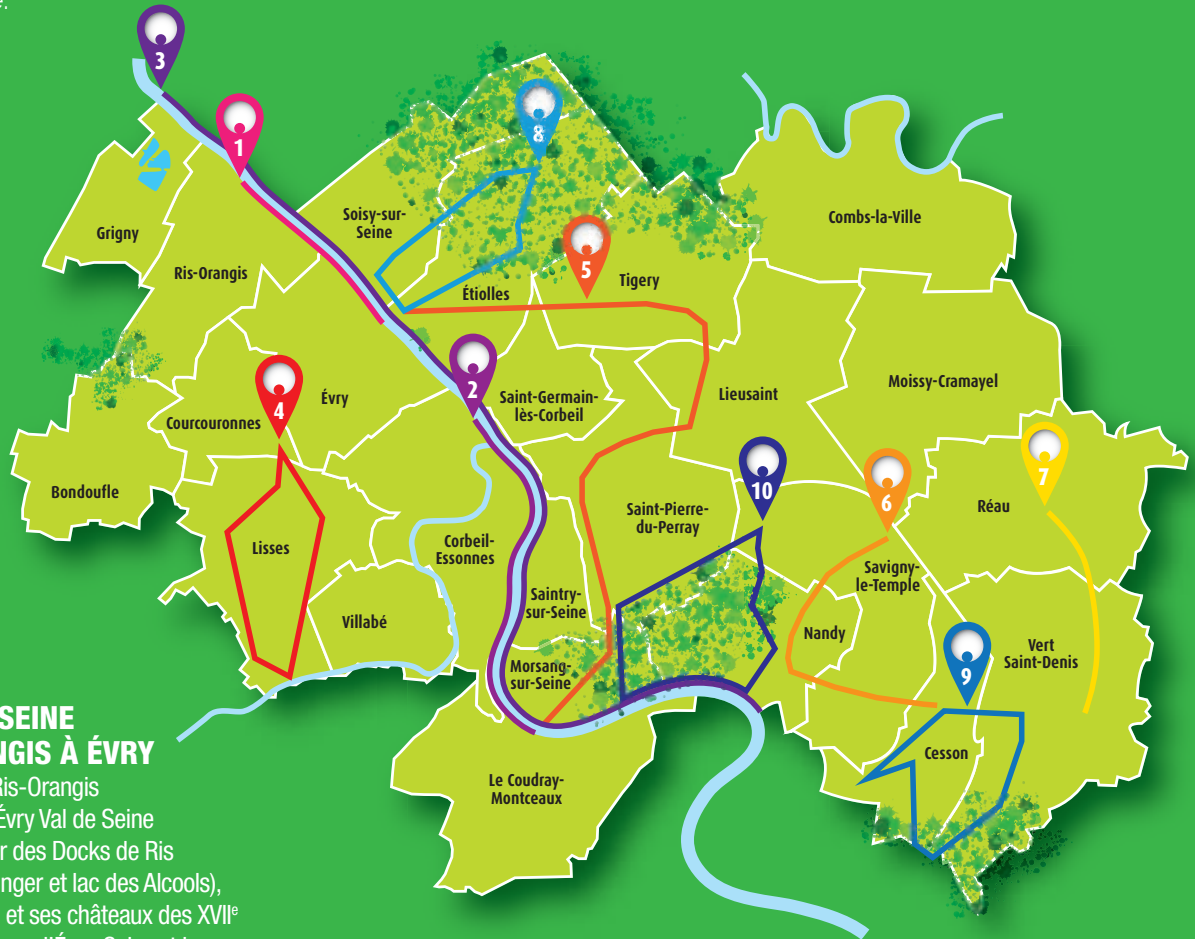 3
1
8
Combs-la-Ville
Soisy-sur-
Seine
Grigny
5
Tigery
Ris-Orangis
Étiolles
2
4
Évry
Saint-Germain-
lès-Corbeil
Lieusaint
Moissy-Cramayel
Courcouronnes
7
10
6
Bondoufle
Réau
Saint-Pierre-
du-Perray
Corbeil-
Essonnes
Lisses
Savigny-
le-Temple
Saintry-
sur-Seine
Villabé
Nandy
Vert
Saint-Denis
9
Morsang-
sur-Seine
Cesson
Le Coudray-
Montceaux
SEINE
À ÉVRY
Ris-Orangis
Évry Val de Seine
des Docks de Ris
et lac des Alcools),
et ses châteaux des XVIIe